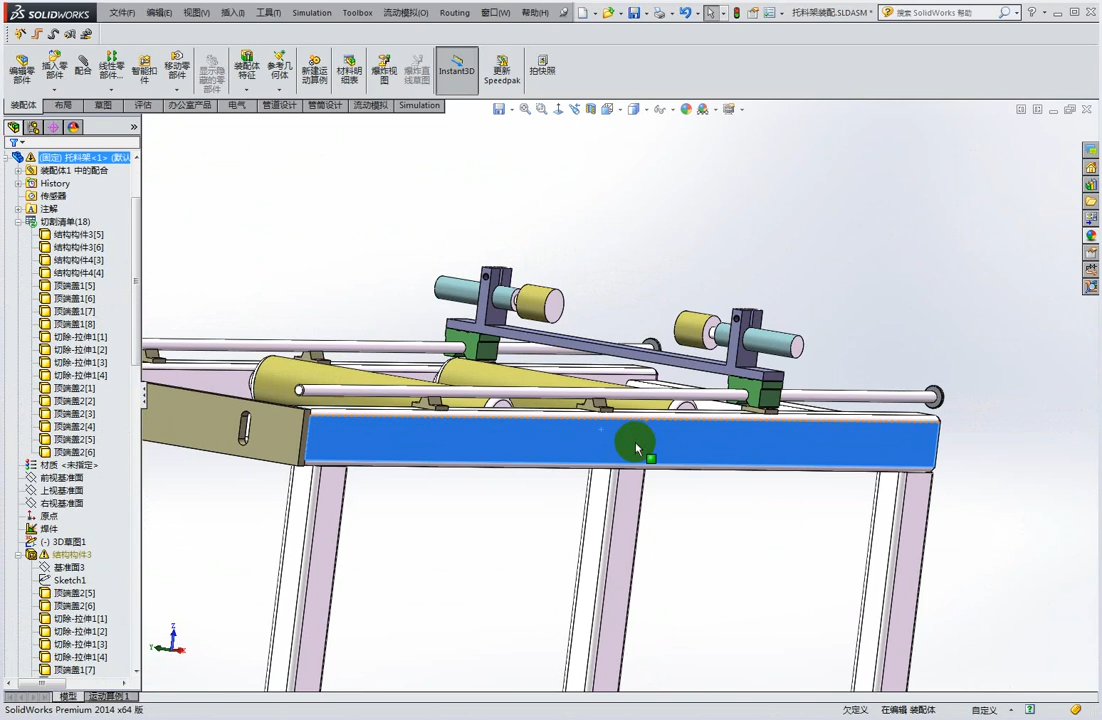 SOLIDWORKS 文件(F) 编辑(E) 视图(V) 插入(I) 工具(T) Simulation Toolbox 流动模拟(O) Routing 窗口(W) 帮助(H) 托料架装配.SLDASM * 搜索 SolidWorks 帮助
编辑零部件 插入零部件 配合 线性零部件... 智能扣件 移动零部件 显示隐藏的零部件 装配体特征 参考几何体 新建运动算例 材料明细表 爆炸视图 爆炸直线草图 Instant3D 更新Speedpak 拍快照
装配体 布局 草图 评估 办公室产品 电气 管道设计 管筒设计 流动模拟 Simulation
(固定) 托料架<1> (默认
装配体1 中的配合
History
传感器
注解
切割清单(18)
结构构件3[5]
结构构件3[6]
结构构件4[3]
结构构件4[4]
顶端盖1[5]
顶端盖1[6]
顶端盖1[7]
顶端盖1[8]
切除-拉伸1[1]
切除-拉伸1[2]
切除-拉伸1[3]
切除-拉伸1[4]
顶端盖2[1]
顶端盖2[2]
顶端盖2[3]
顶端盖2[4]
顶端盖2[5]
顶端盖2[6]
材质 <未指定>
前视基准面
上视基准面
右视基准面
原点
焊件
(-) 3D草图1
结构构件3
基准面3
Sketch1
顶端盖2[5]
顶端盖2[6]
切除-拉伸1[1]
切除-拉伸1[2]
切除-拉伸1[3]
切除-拉伸1[4]
顶端盖1[7]
Z
Y X
模型 运动算例1
SolidWorks Premium 2014 x64 版 欠定义 在编辑 装配体 自定义